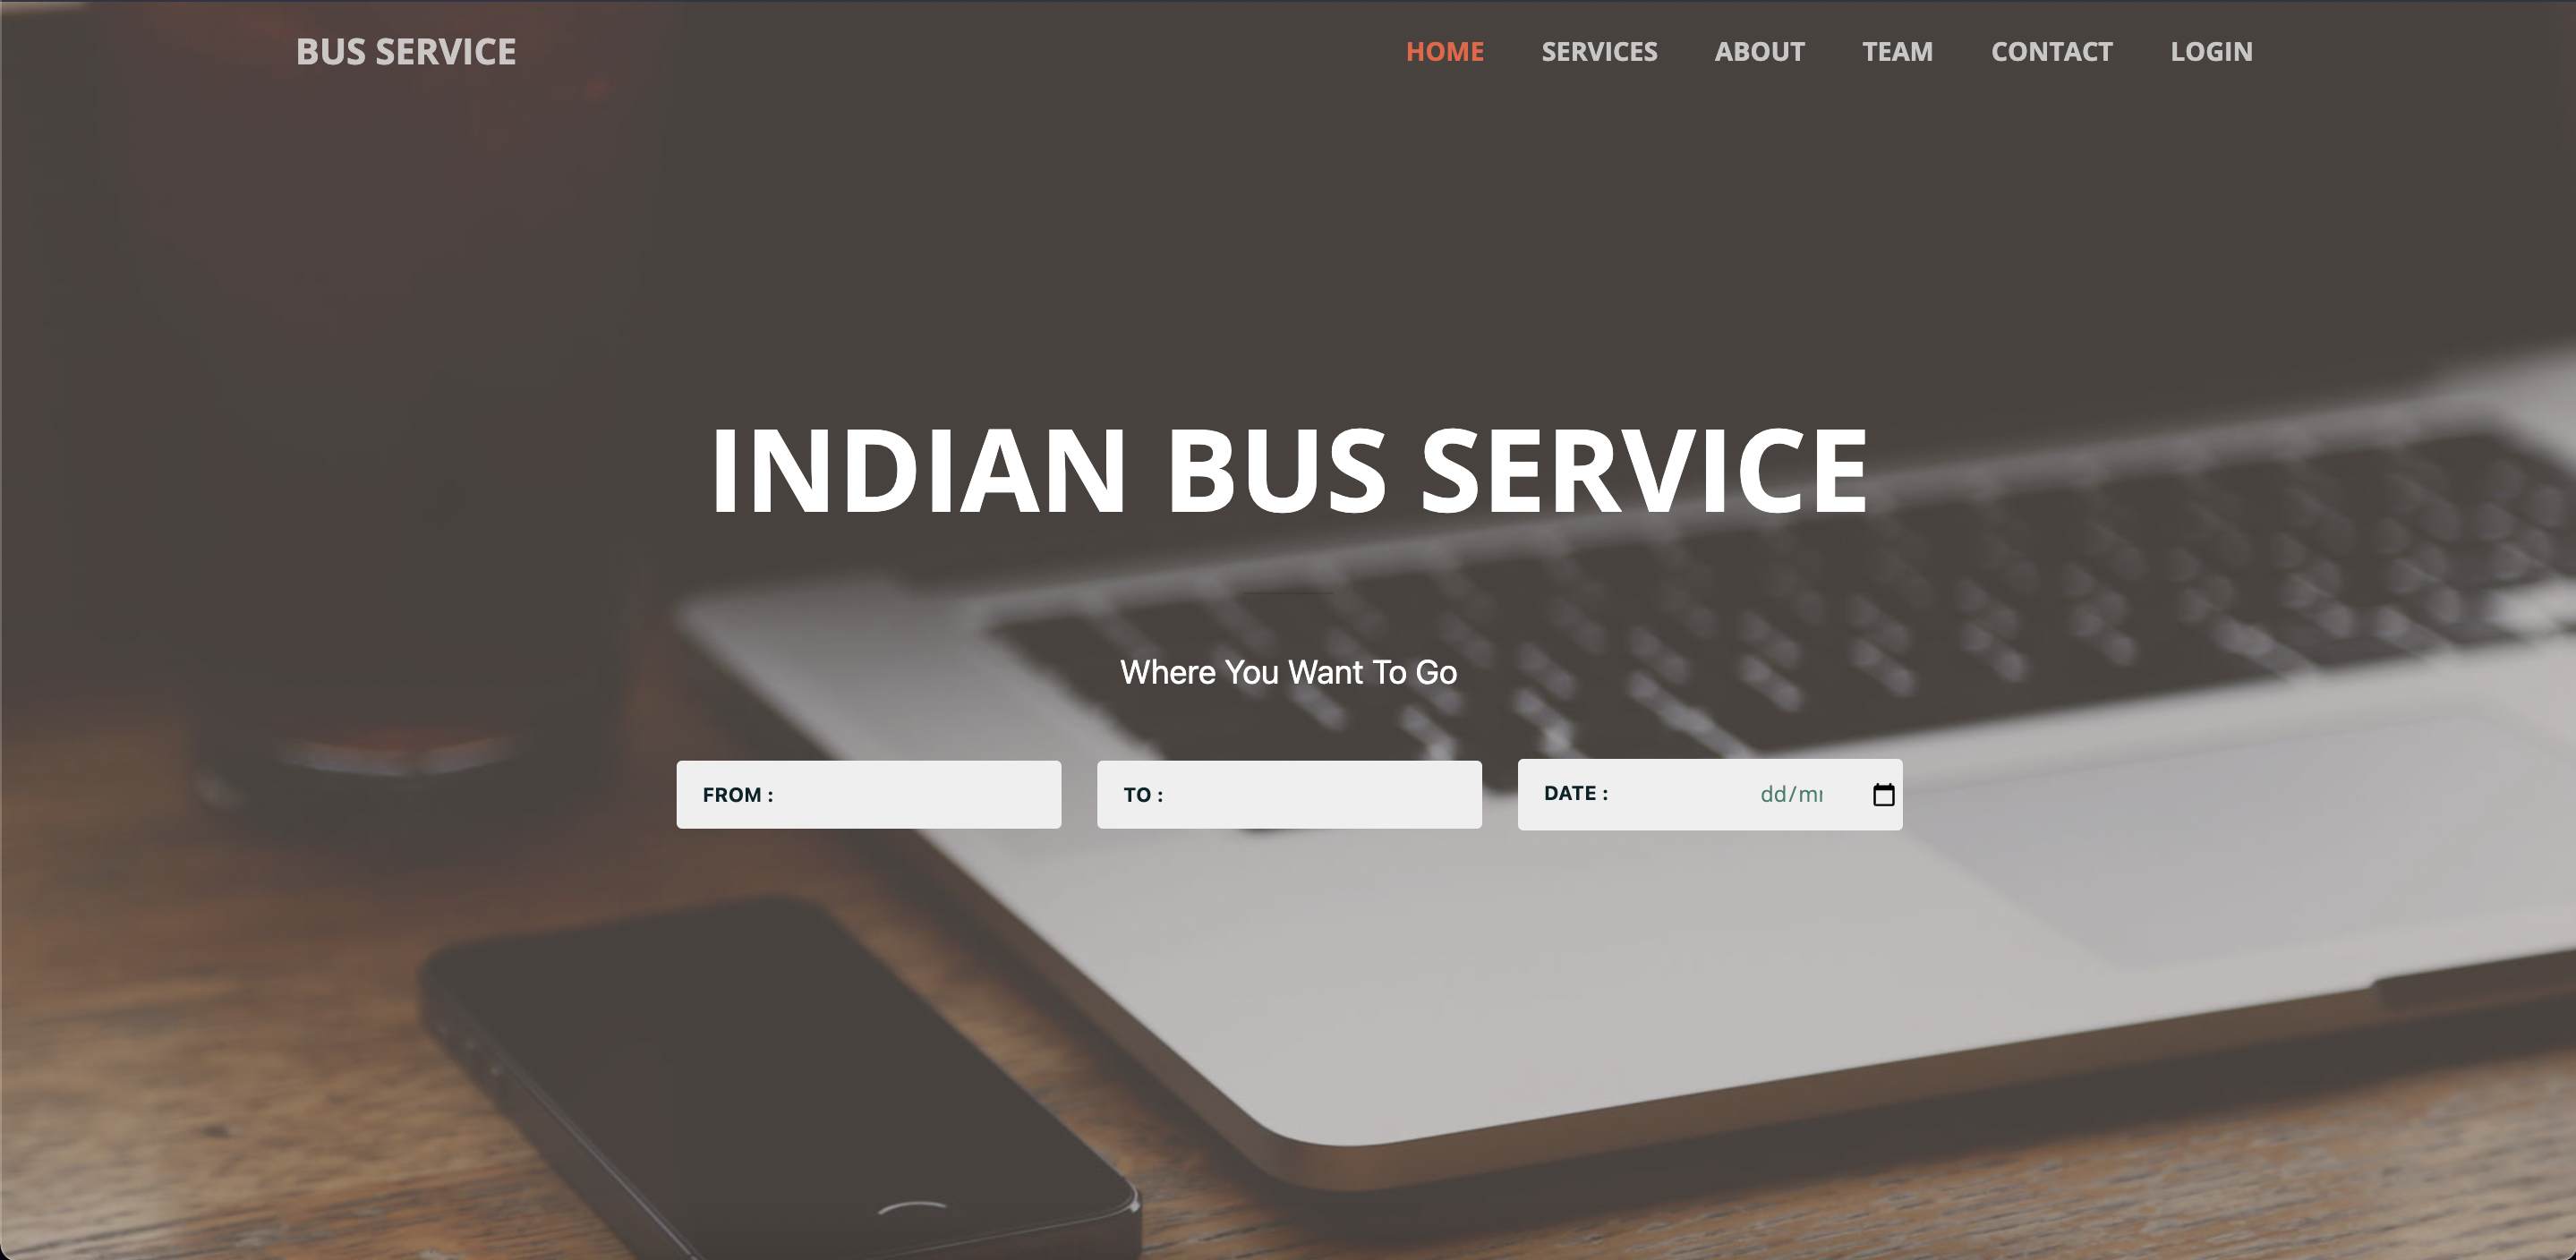 BUS SERVICE
HOME SERVICES ABOUT TEAM CONTACT LOGIN
INDIAN BUS SERVICE
Where You Want To Go
FROM : TO : DATE : dd/m